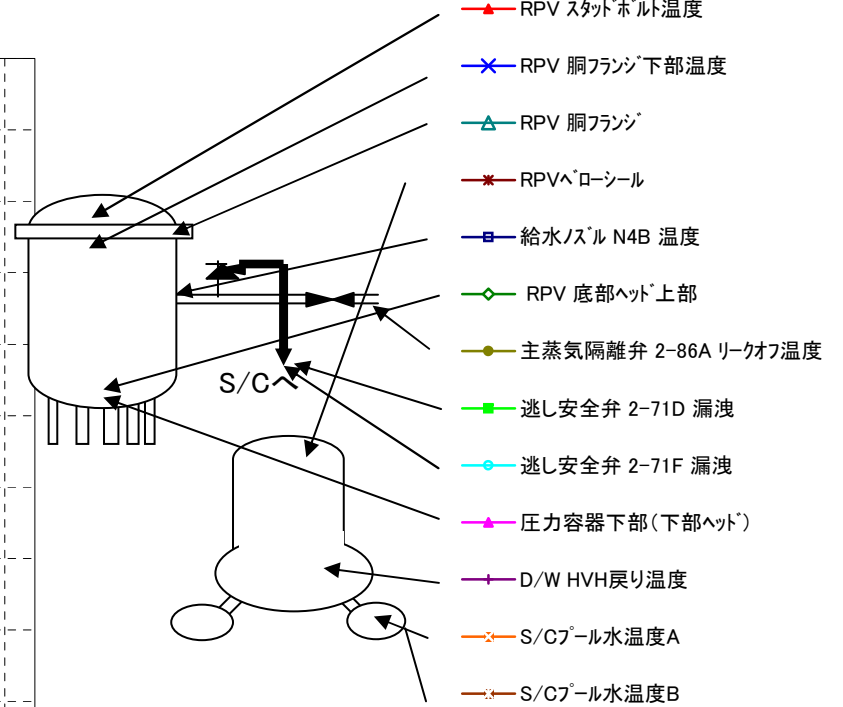 RPV スタッドボルト温度
RPV 胴フランジ下部温度
RPV 胴フランジ
RPVベローシール
給水ノズル N4B 温度
RPV 底部ヘッド上部
主蒸気隔離弁 2-86A リークオフ温度
S/Cへ
逃し安全弁 2-71D 漏洩
逃し安全弁 2-71F 漏洩
圧力容器下部(下部ヘッド)
D/W HVH戻り温度
S/Cプール水温度A
S/Cプール水温度B